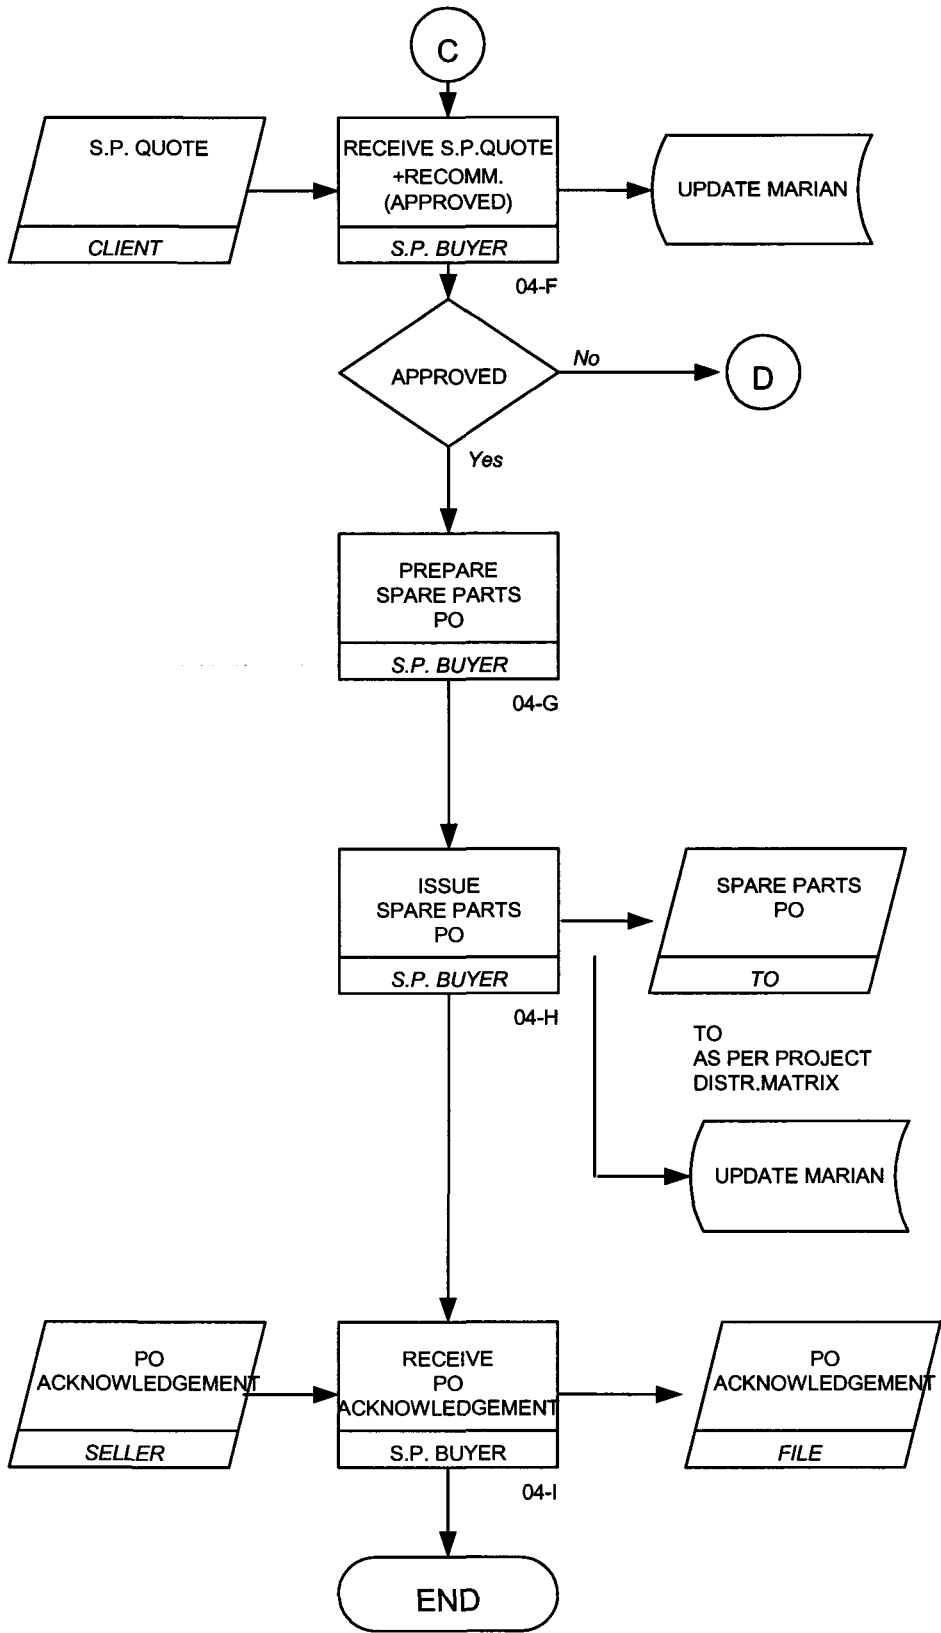 C
S.P. QUOTE
CLIENT
RECEIVE S.P.QUOTE
+RECOMM.
(APPROVED)
S.P. BUYER
UPDATE MARIAN
04-F
APPROVED
No
D
Yes
PREPARE
SPARE PARTS
PO
S.P. BUYER
04-G
ISSUE
SPARE PARTS
PO
S.P. BUYER
04-H
SPARE PARTS
PO
TO
TO
AS PER PROJECT
DISTR.MATRIX
UPDATE MARIAN
PO
ACKNOWLEDGEMENT
SELLER
RECEIVE
PO
ACKNOWLEDGEMENT
S.P. BUYER
04-I
PO
ACKNOWLEDGEMENT
FILE
END